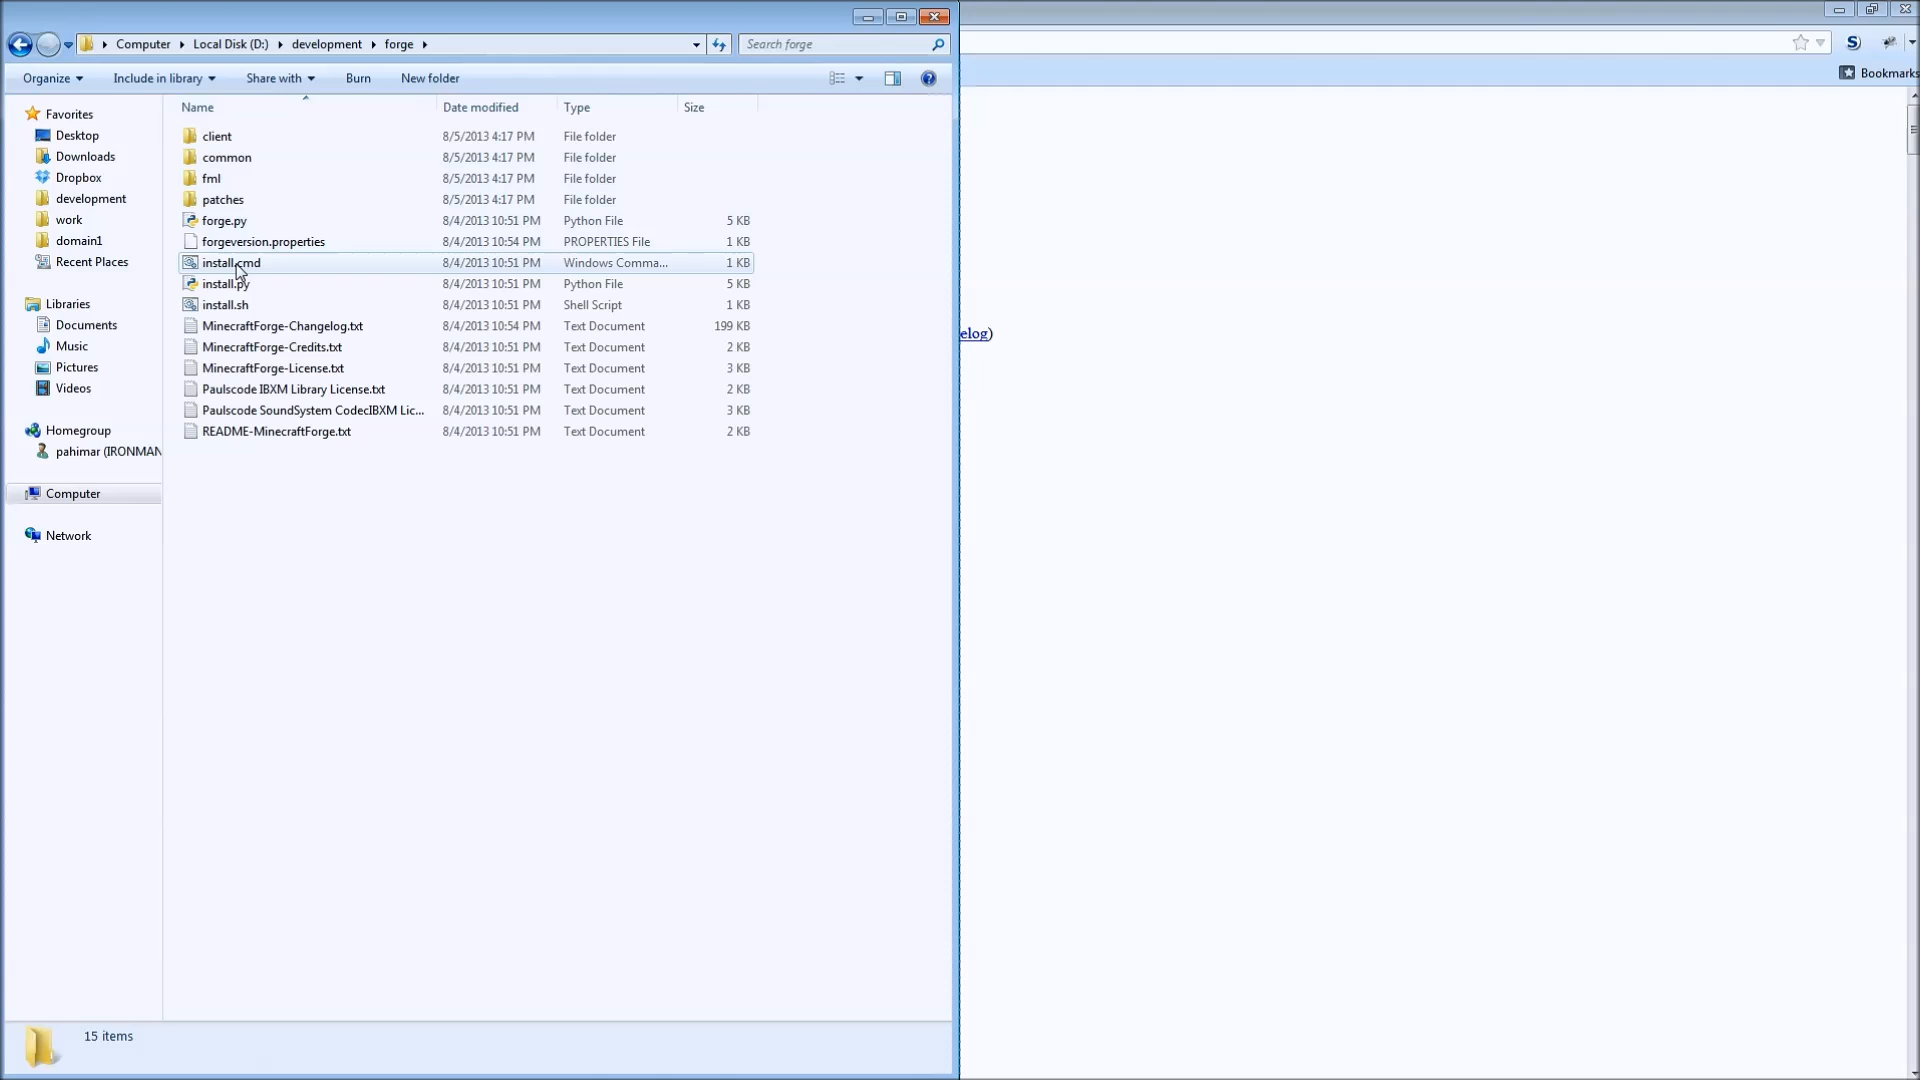 Computer Local Disk (D:) development forge
Search forge
Organize Include in library Share with Burn New folder
Bookmarks
Name Date modified Type Size
Favorites
Desktop
Downloads
Dropbox
development
work
domain1
Recent Places
Libraries
Documents
Music
Pictures
Videos
Homegroup
pahimar (IRONMAN
Computer
Network
client 8/5/2013 4:17 PM File folder
common 8/5/2013 4:17 PM File folder
fml 8/5/2013 4:17 PM File folder
patches 8/5/2013 4:17 PM File folder
forge.py 8/4/2013 10:51 PM Python File 5 KB
forgeversion.properties 8/4/2013 10:54 PM PROPERTIES File 1 KB
install.cmd 8/4/2013 10:51 PM Windows Comma... 1 KB
install.py 8/4/2013 10:51 PM Python File 5 KB
install.sh 8/4/2013 10:51 PM Shell Script 1 KB
MinecraftForge-Changelog.txt 8/4/2013 10:54 PM Text Document 199 KB
MinecraftForge-Credits.txt 8/4/2013 10:51 PM Text Document 2 KB
MinecraftForge-License.txt 8/4/2013 10:51 PM Text Document 3 KB
Paulscode IBXM Library License.txt 8/4/2013 10:51 PM Text Document 2 KB
Paulscode SoundSystem CodecIBXM Lic... 8/4/2013 10:51 PM Text Document 3 KB
README-MinecraftForge.txt 8/4/2013 10:51 PM Text Document 2 KB
elog)
15 items